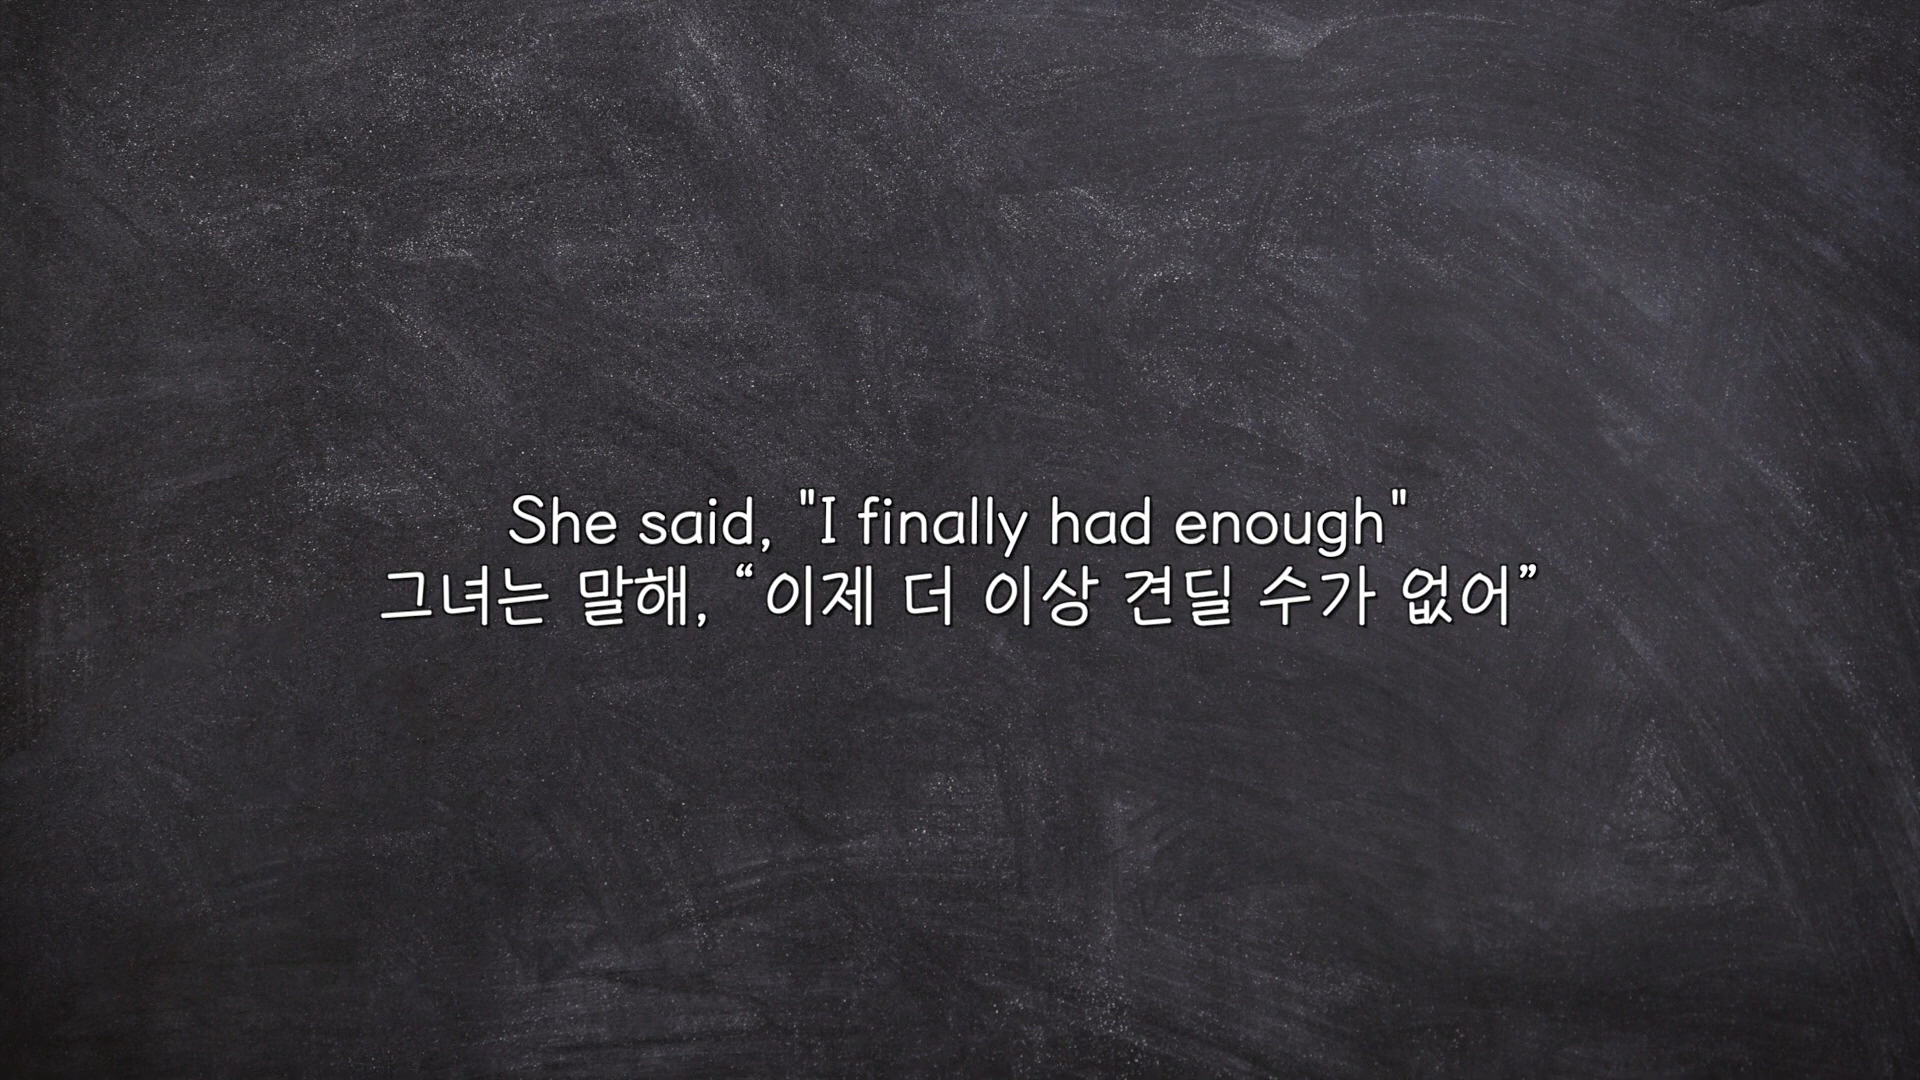 She said, "I finally had enough"
그녀는 말해, “이제 더 이상 견딜 수가 없어”